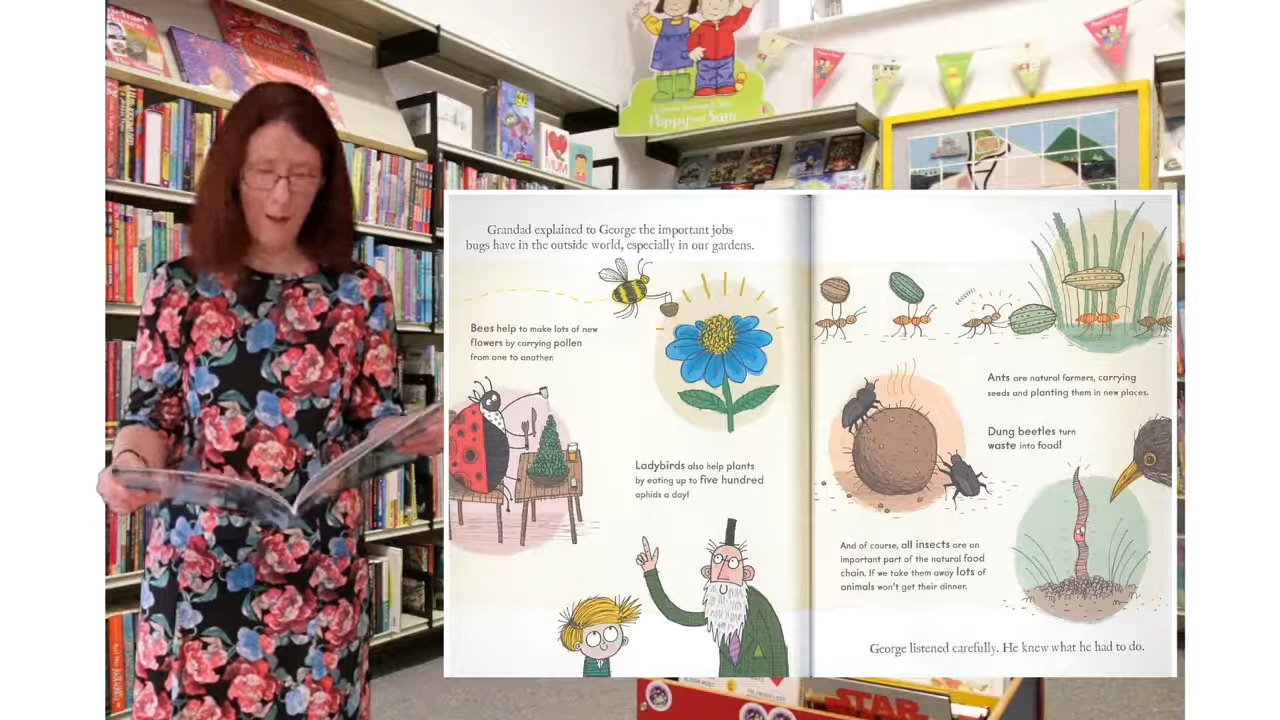 Poppy and Sam
MUM
Grandad explained to George the important jobs
bugs have in the outside world, especially in our gardens.
Bees help to make lots of new
flowers by carrying pollen
from one to another.
Ladybirds also help plants
by eating up to five hundred
aphids a day!
Ants are natural farmers, carrying
seeds and planting them in new places.
Dung beetles turn
waste into food!
And of course, all insects are an
important part of the natural food
chain. If we take them away lots of
animals won't get their dinner.
George listened carefully. He knew what he had to do.
STAR